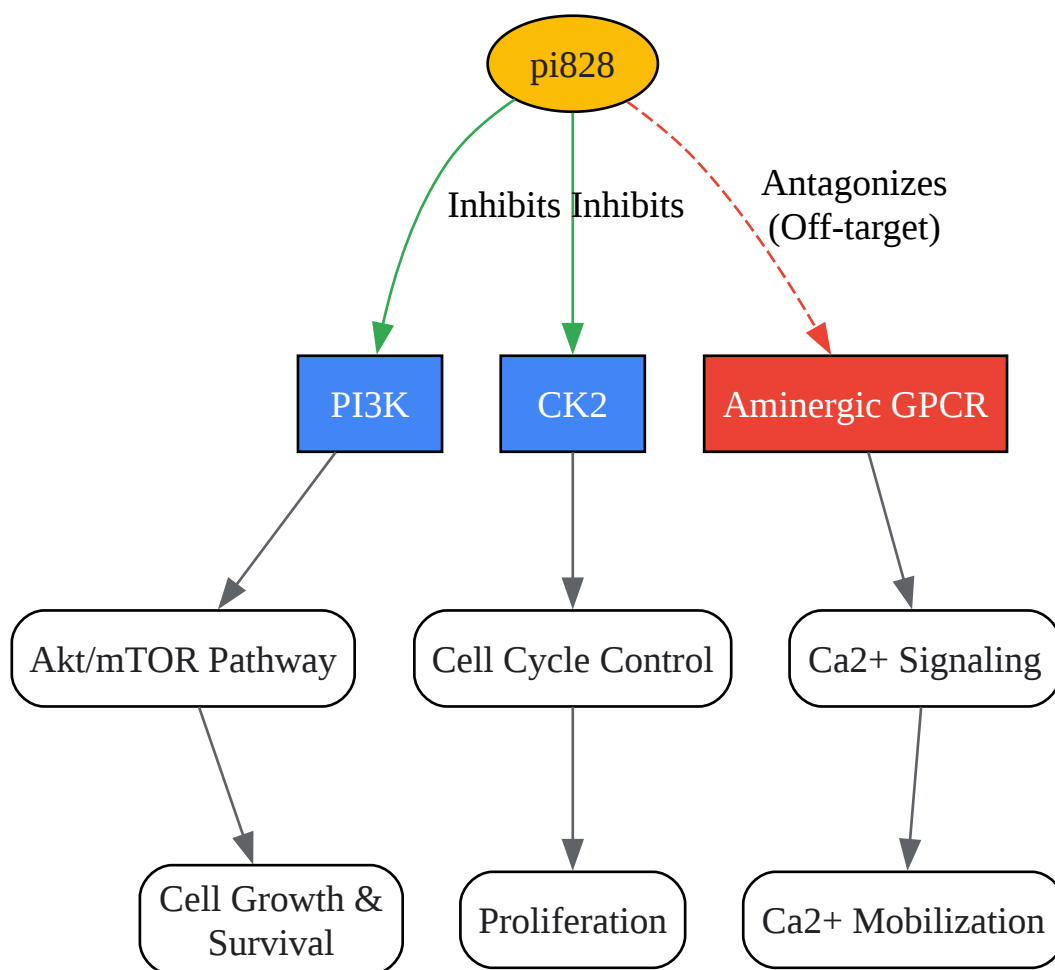 pi828
Inhibits Inhibits
Antagonizes
(Off-target)
PI3K
CK2
Aminergic GPCR
Akt/mTOR Pathway
Cell Cycle Control
Ca2+ Signaling
Cell Growth &
Survival
Proliferation
Ca2+ Mobilization